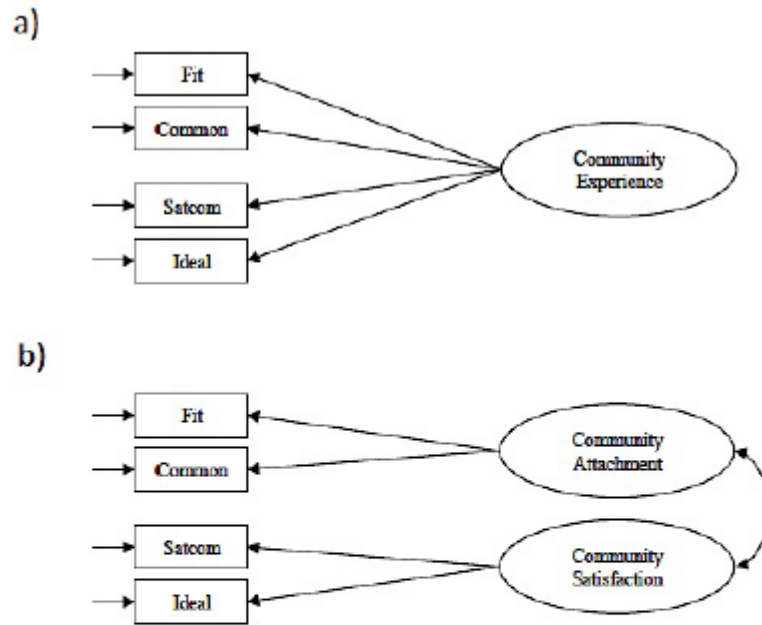 a)
Fit
Common
Satcom
Ideal
Community
Experience
b)
Fit
Common
Satcom
Ideal
Community
Attachment
Community
Satisfaction